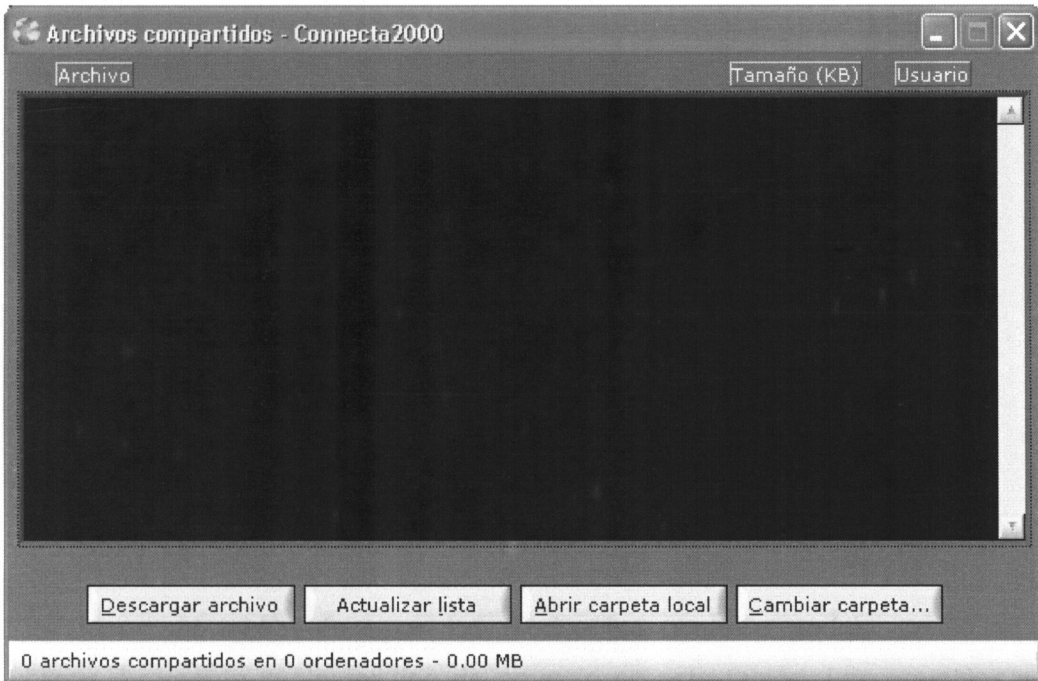 Archivos compartidos - Connecta2000
Archivo Tamaño (KB) Usuario
Descargar archivo Actualizar lista Abrir carpeta local Cambiar carpeta...
0 archivos compartidos en 0 ordenadores - 0.00 MB